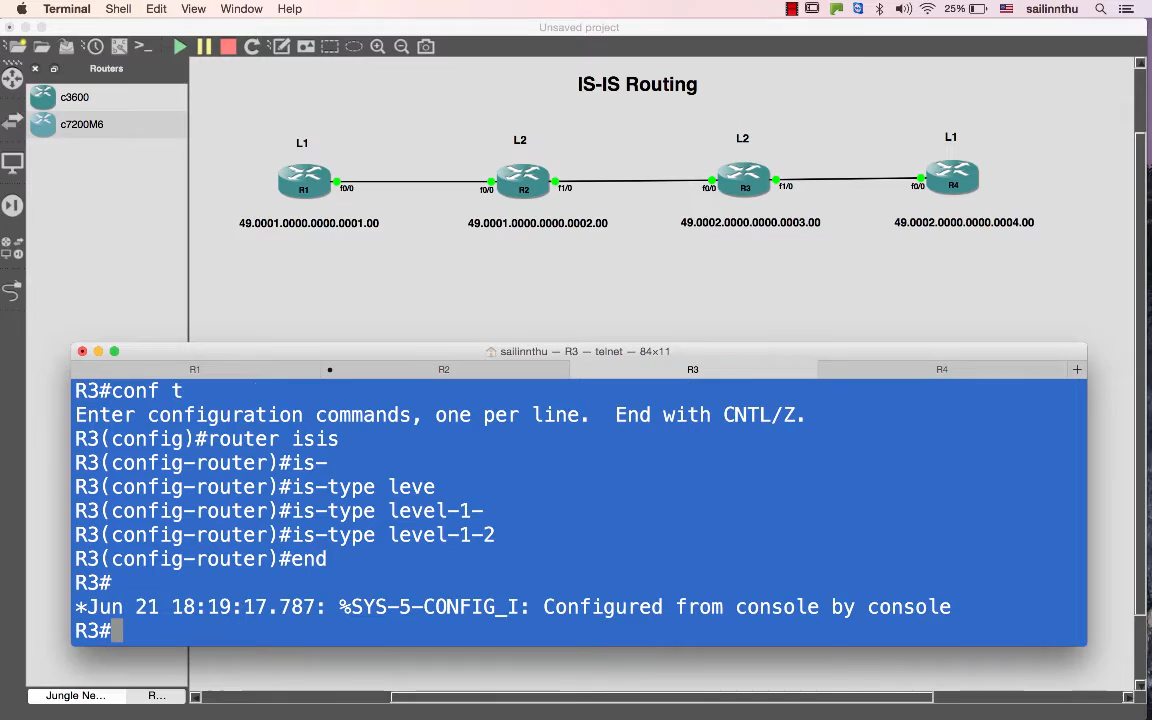 Terminal Shell Edit View Window Help 25% sailinnthu
Unsaved project
Routers
c3600
c7200M6
IS-IS Routing
L1 L2 L2 L1
R1 f0/0 f0/0 R2 f1/0 f0/0 R3 f1/0 f0/0 R4
49.0001.0000.0000.0001.00 49.0001.0000.0000.0002.00 49.0002.0000.0000.0003.00 49.0002.0000.0000.0004.00
sailinnthu — R3 — telnet — 84×11
R1 R2 R3 R4
R3#conf t
Enter configuration commands, one per line.  End with CNTL/Z.
R3(config)#router isis
R3(config-router)#is-
R3(config-router)#is-type leve
R3(config-router)#is-type level-1-
R3(config-router)#is-type level-1-2
R3(config-router)#end
R3#
*Jun 21 18:19:17.787: %SYS-5-CONFIG_I: Configured from console by console
R3#
Jungle Ne... R...